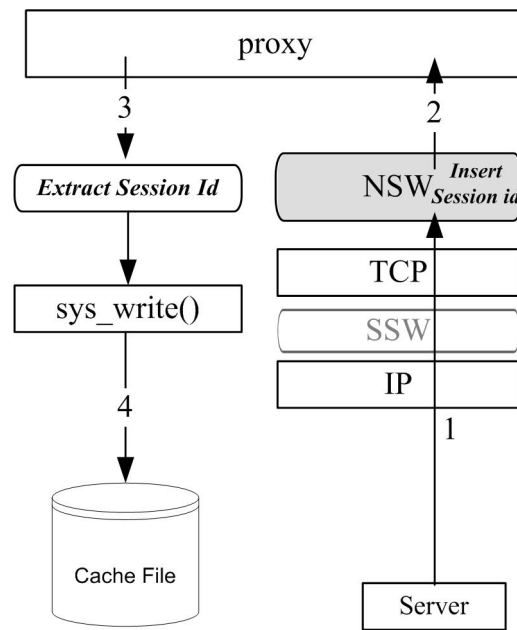 proxy
3
2
Extract Session Id
NSW
Insert
Session id
TCP
sys_write()
SSW
IP
4
1
Cache File
Server